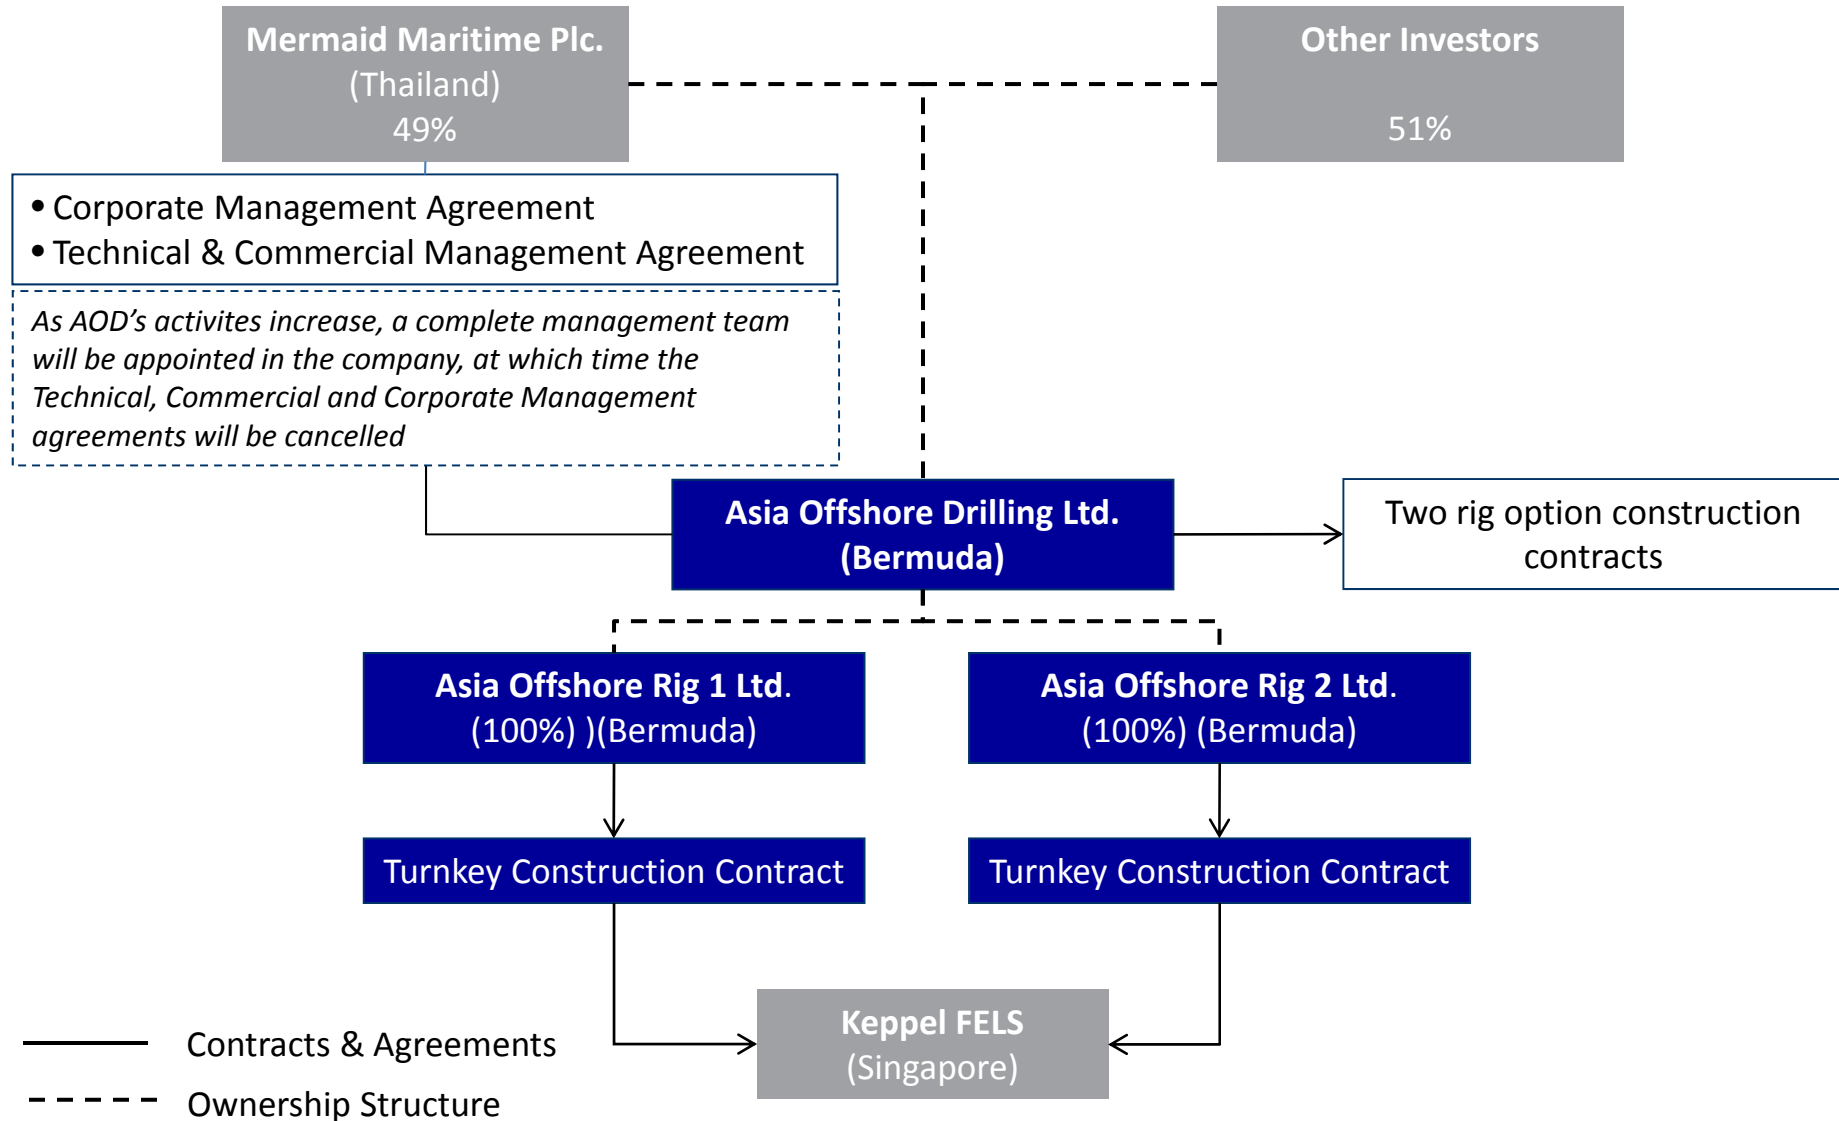 Mermaid Maritime Plc.
(Thailand)
49%
Other Investors
51%
• Corporate Management Agreement
• Technical & Commercial Management Agreement
As AOD’s activites increase, a complete management team
will be appointed in the company, at which time the
Technical, Commercial and Corporate Management
agreements will be cancelled
Asia Offshore Drilling Ltd.
(Bermuda)
Two rig option construction
contracts
Asia Offshore Rig 1 Ltd.
(100%) )(Bermuda)
Asia Offshore Rig 2 Ltd.
(100%) (Bermuda)
Turnkey Construction Contract
Turnkey Construction Contract
Keppel FELS
(Singapore)
Contracts & Agreements
Ownership Structure